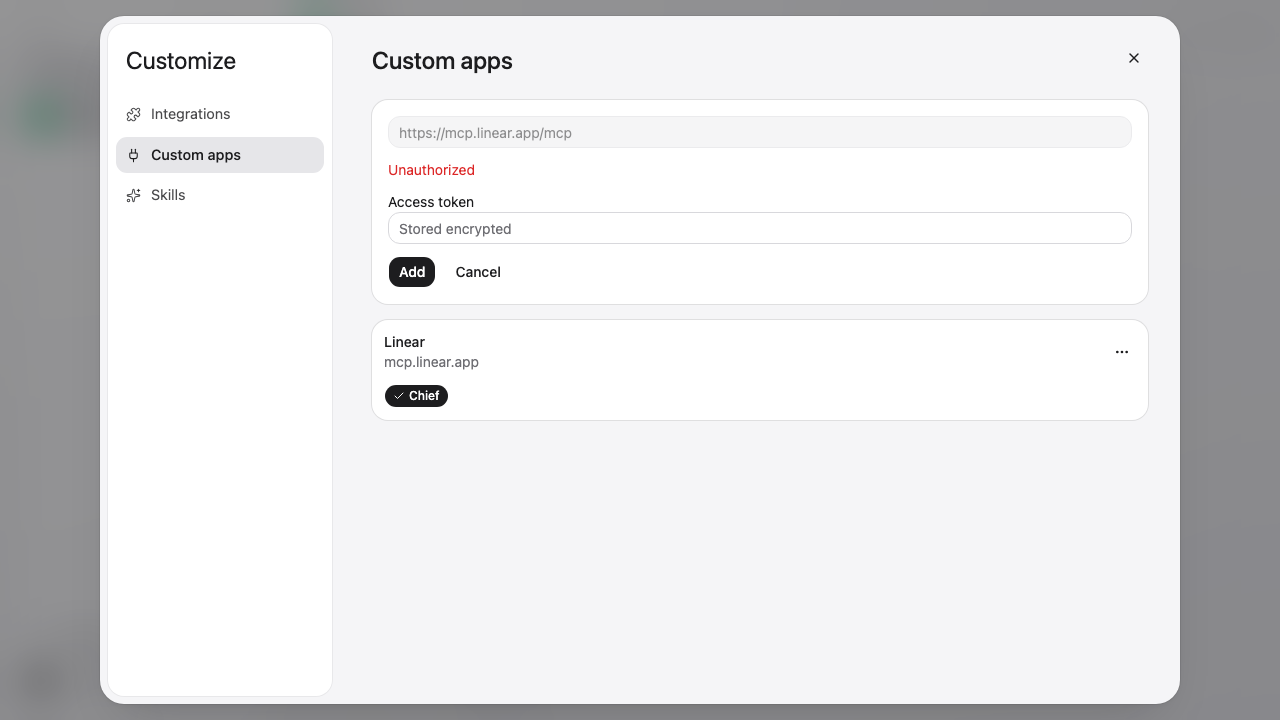 Customize
Integrations
Custom apps
Skills
Custom apps
https://mcp.linear.app/mcp
Unauthorized
Access token
Stored encrypted
Add
Cancel
Linear
mcp.linear.app
Chief